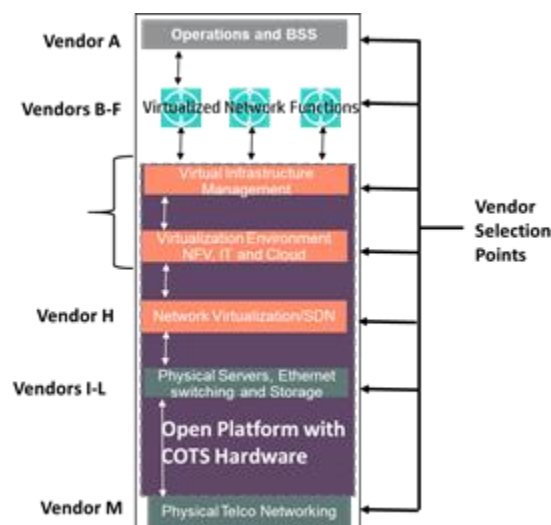 Vendor A
Operations and BSS
Vendors B-F
Virtualized Network Functions
Virtual Infrastructure
Management
Vendor
Selection
Points
Virtualization Environment
NFV, IT and Cloud
Vendor H
Network Virtualization/SDN
Vendors I-L
Physical Servers, Ethernet
switching and Storage
Open Platform with
COTS Hardware
Vendor M
Physical Telco Networking